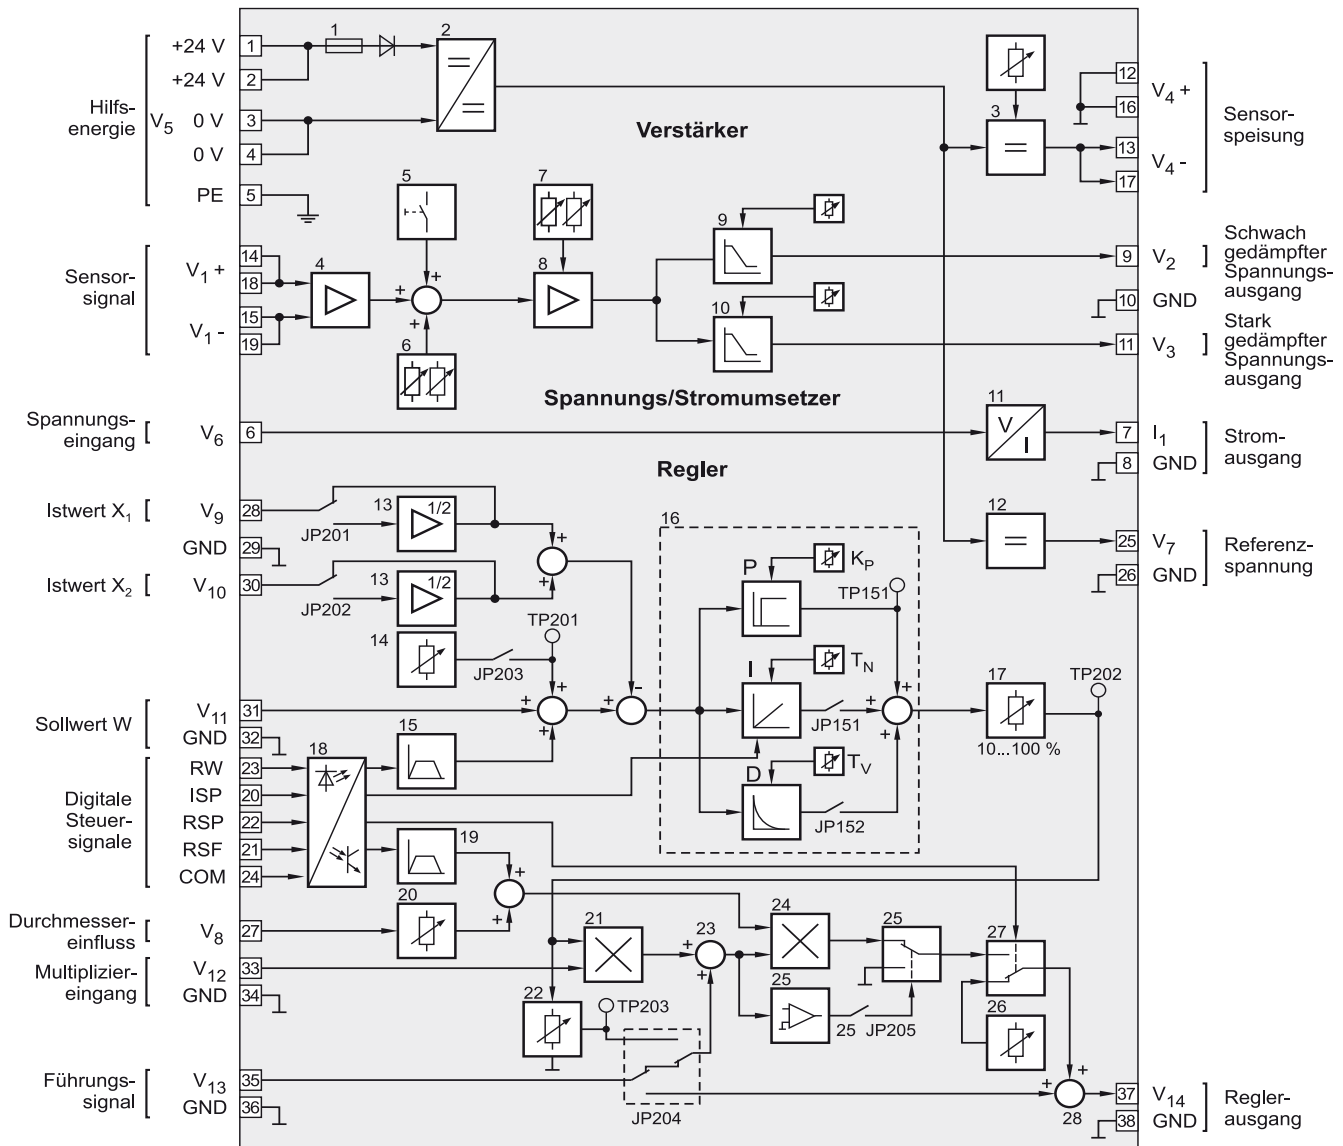 +24 V 1 1 2
+24 V 2
Hilfs-
energie
V5 0 V 3
0 V 4
PE 5
Verstärker
3
12 V4 +
16
13 V4 -
17
Sensor-
speisung
5 7
14
V1 +
18
Sensor-
signal
15
V1 -
19
4 + + + 8
6
9
10
9 V2
Schwach
gedämpfter
Spannungs-
ausgang
10 GND
11 V3
Stark
gedämpfter
Spannungs-
ausgang
Spannungs/Stromumsetzer
Spannungs-
eingang
V6 6
11
V
I
7 I1
8 GND
Strom-
ausgang
Regler
Istwert X1 V9 28
JP201
13 1/2
GND 29
Istwert X2 V10 30
JP202
13 1/2
+
+
12
25 V7
26 GND
Referenz-
spannung
14
JP203
TP201
16
P KP
TP151
I TN
JP151
D TV
JP152
+ + +
17
10...100 %
TP202
Sollwert W
V11 31
GND 32
+ + + + -
15
18
Digitale
Steuer-
signale
RW 23
ISP 20
RSP 22
RSF 21
COM 24
19
+
+
20
Durchmesser-
einfluss
V8 27
Multiplizier-
eingang
V12 33
GND 34
21
23
+ +
24
25
25
25
JP205
27
26
22
TP203
JP204
Führungs-
signal
V13 35
GND 36
+ +
28
37 V14
38 GND
Regler-
ausgang